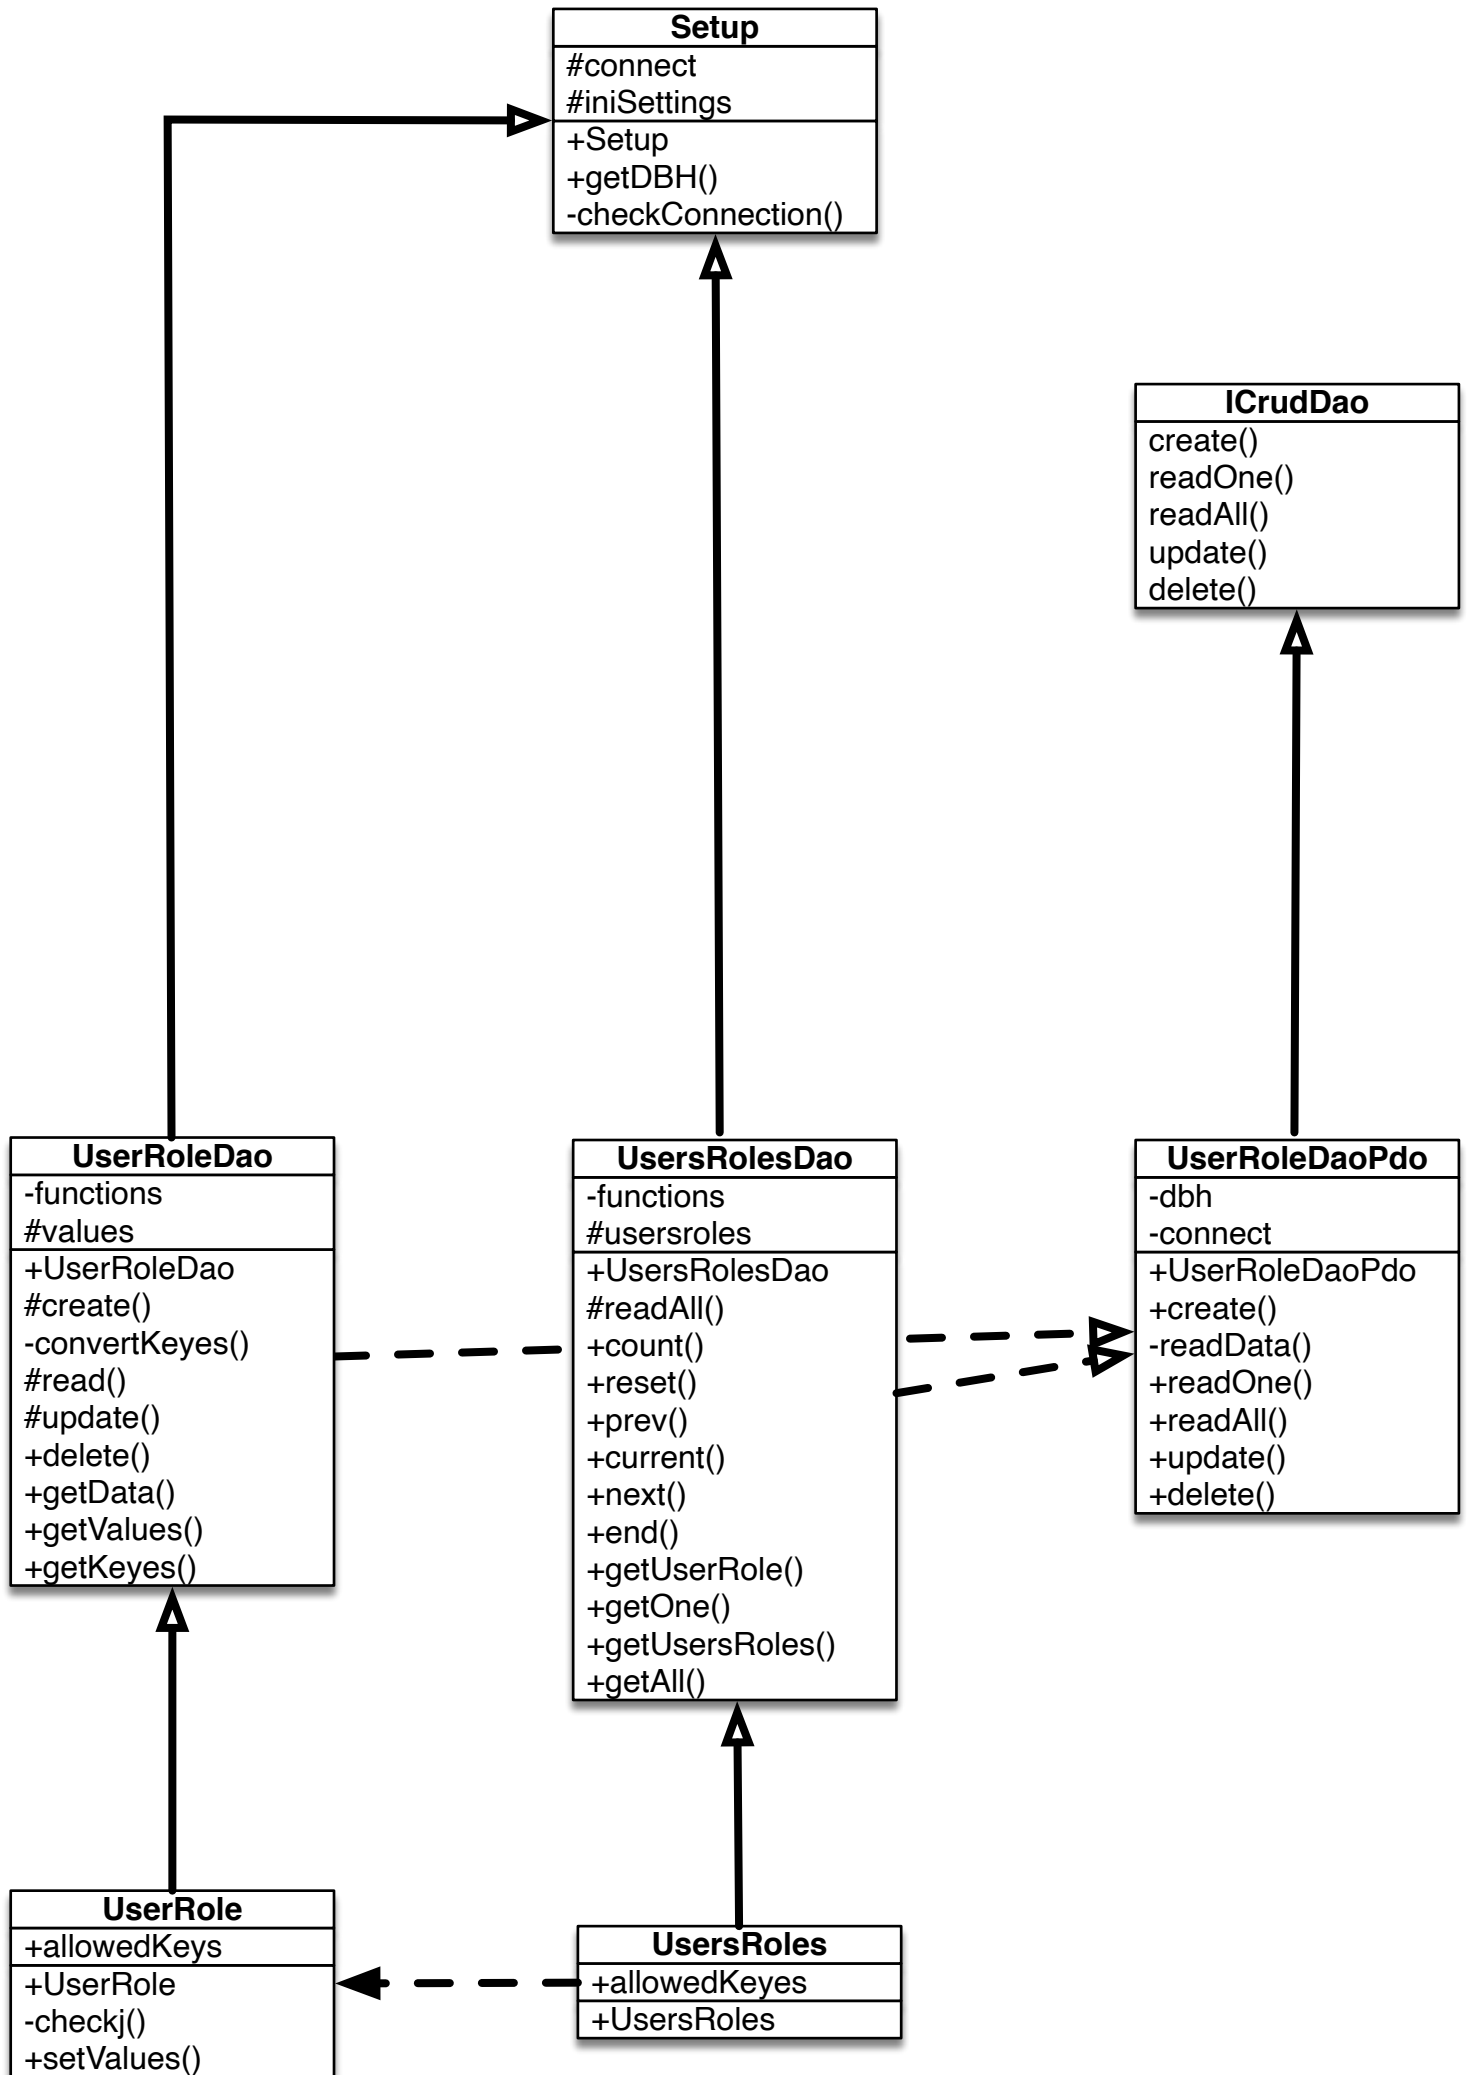 Setup
#connect
#iniSettings
+Setup
+getDBH()
-checkConnection()
ICrudDao
create()
readOne()
readAll()
update()
delete()
UserRoleDao
-functions
#values
+UserRoleDao
#create()
-convertKeyes()
#read()
#update()
+delete()
+getData()
+getValues()
+getKeyes()
UsersRolesDao
-functions
#usersroles
+UsersRolesDao
#readAll()
+count()
+reset()
+prev()
+current()
+next()
+end()
+getUserRole()
+getOne()
+getUsersRoles()
+getAll()
UserRoleDaoPdo
-dbh
-connect
+UserRoleDaoPdo
+create()
-readData()
+readOne()
+readAll()
+update()
+delete()
UserRole
+allowedKeys
+UserRole
-checkj()
+setValues()
UsersRoles
+allowedKeyes
+UsersRoles